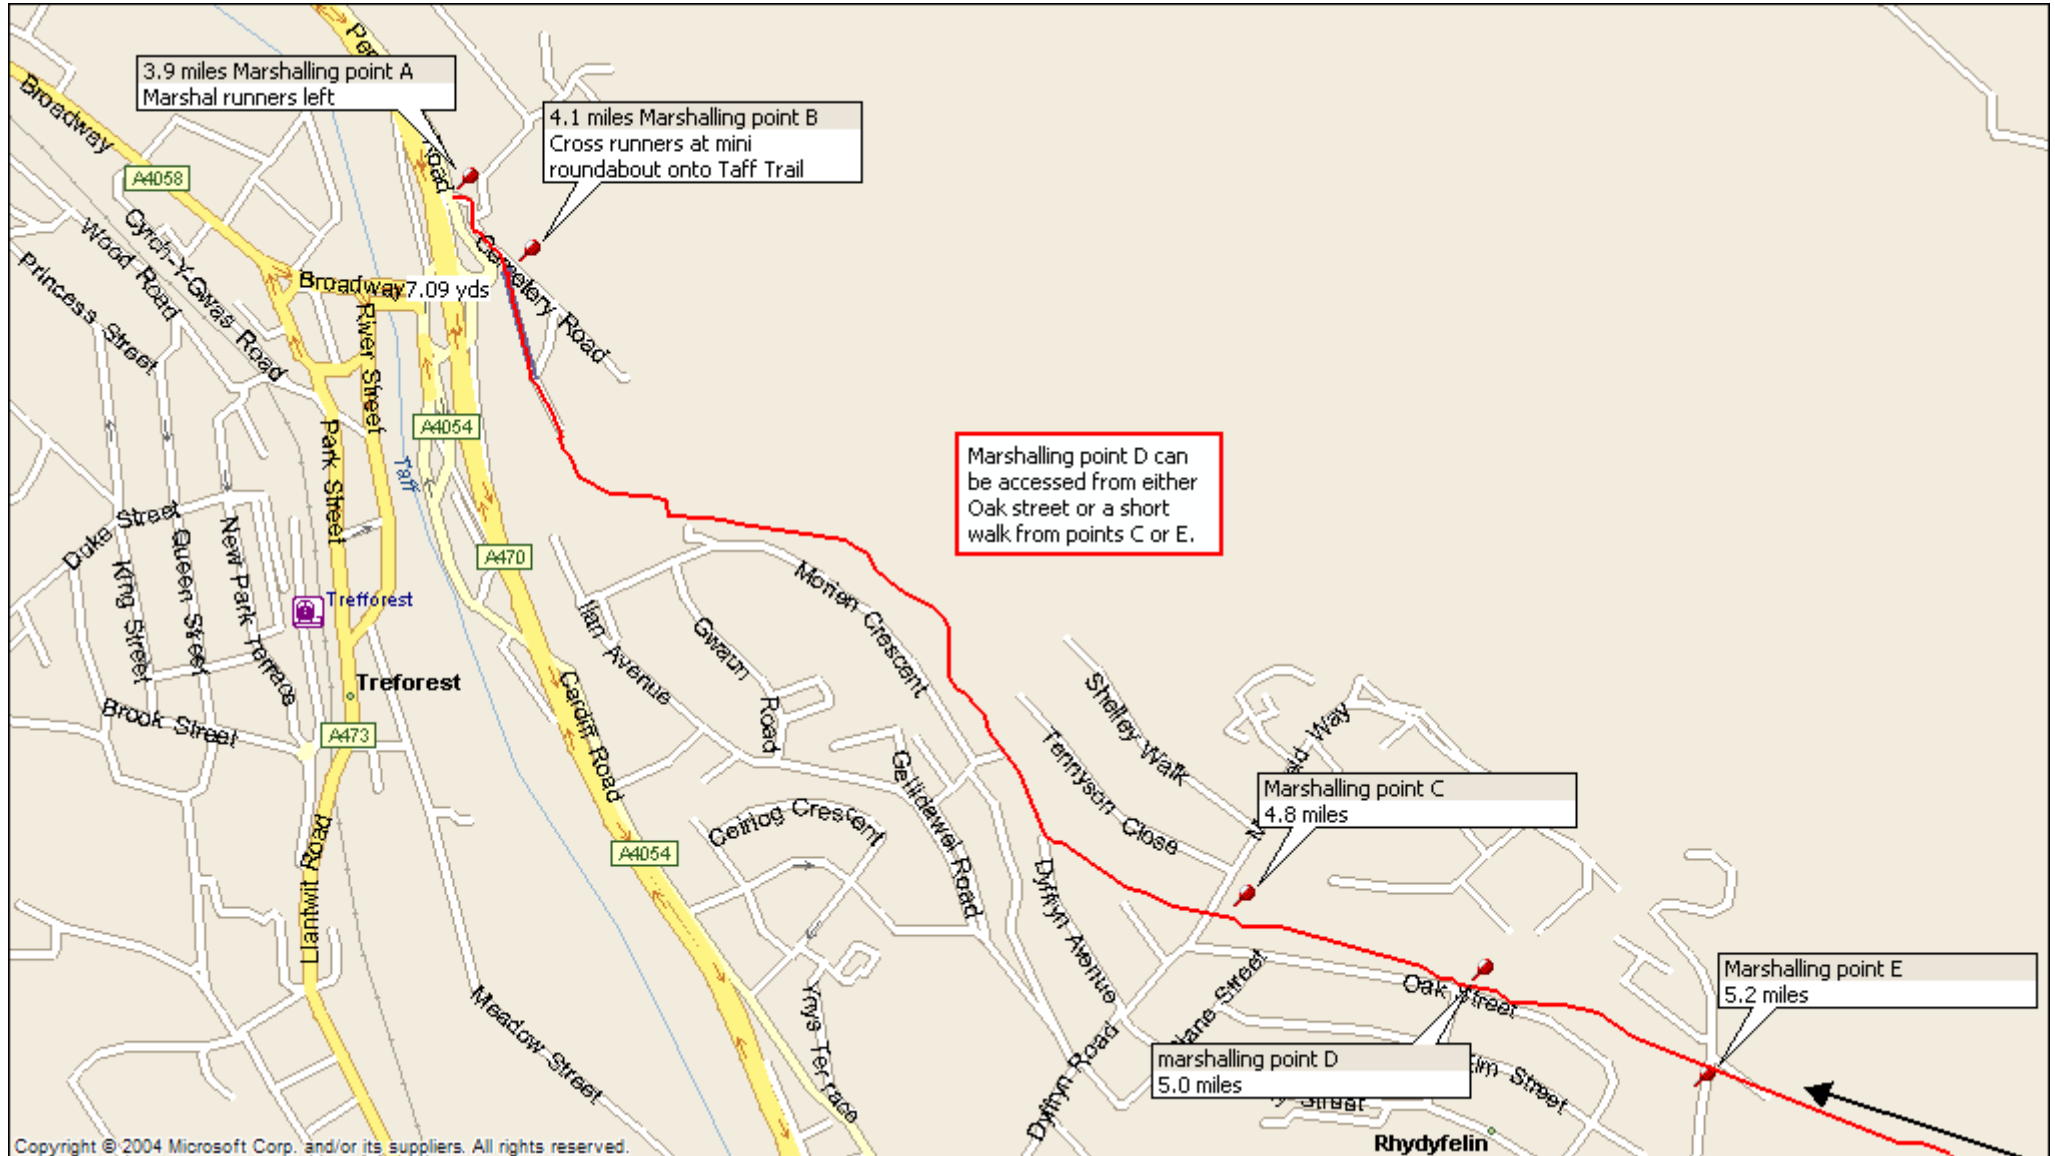 3.9 miles Marshalling point A
Marshal runners left
4.1 miles Marshalling point B
Cross runners at mini
roundabout onto Taff Trail
Broadway
A4058
Road
Cyrch-Y-Gwas Road
Wood Road
Princess Street
Broadway
7.09 yds
Cemetery Road
River Street
Park Street
A4054
Taff
A470
Marshalling point D can
be accessed from either
Oak street or a short
walk from points C or E.
Duke Street
King Street
Queen Street
New Park Terrace
Trefforest
Treforest
Brook Street
A473
Llantwit Road
Cardiff Road
Ilan Avenue
Gwaun Road
Morien Crescent
Shelley Walk
Tennyson Close
Way
Marshalling point C
4.8 miles
Gellidawel Road
Ceiriog Crescent
A4054
Dyffryn Avenue
Meadow Street
Ynys Terrace
Dyffryn Road
Street
Oak Street
Marshalling point E
5.2 miles
marshalling point D
5.0 miles
Elm Street
Street
Rhydyfelin
Copyright © 2004 Microsoft Corp. and/or its suppliers. All rights reserved.